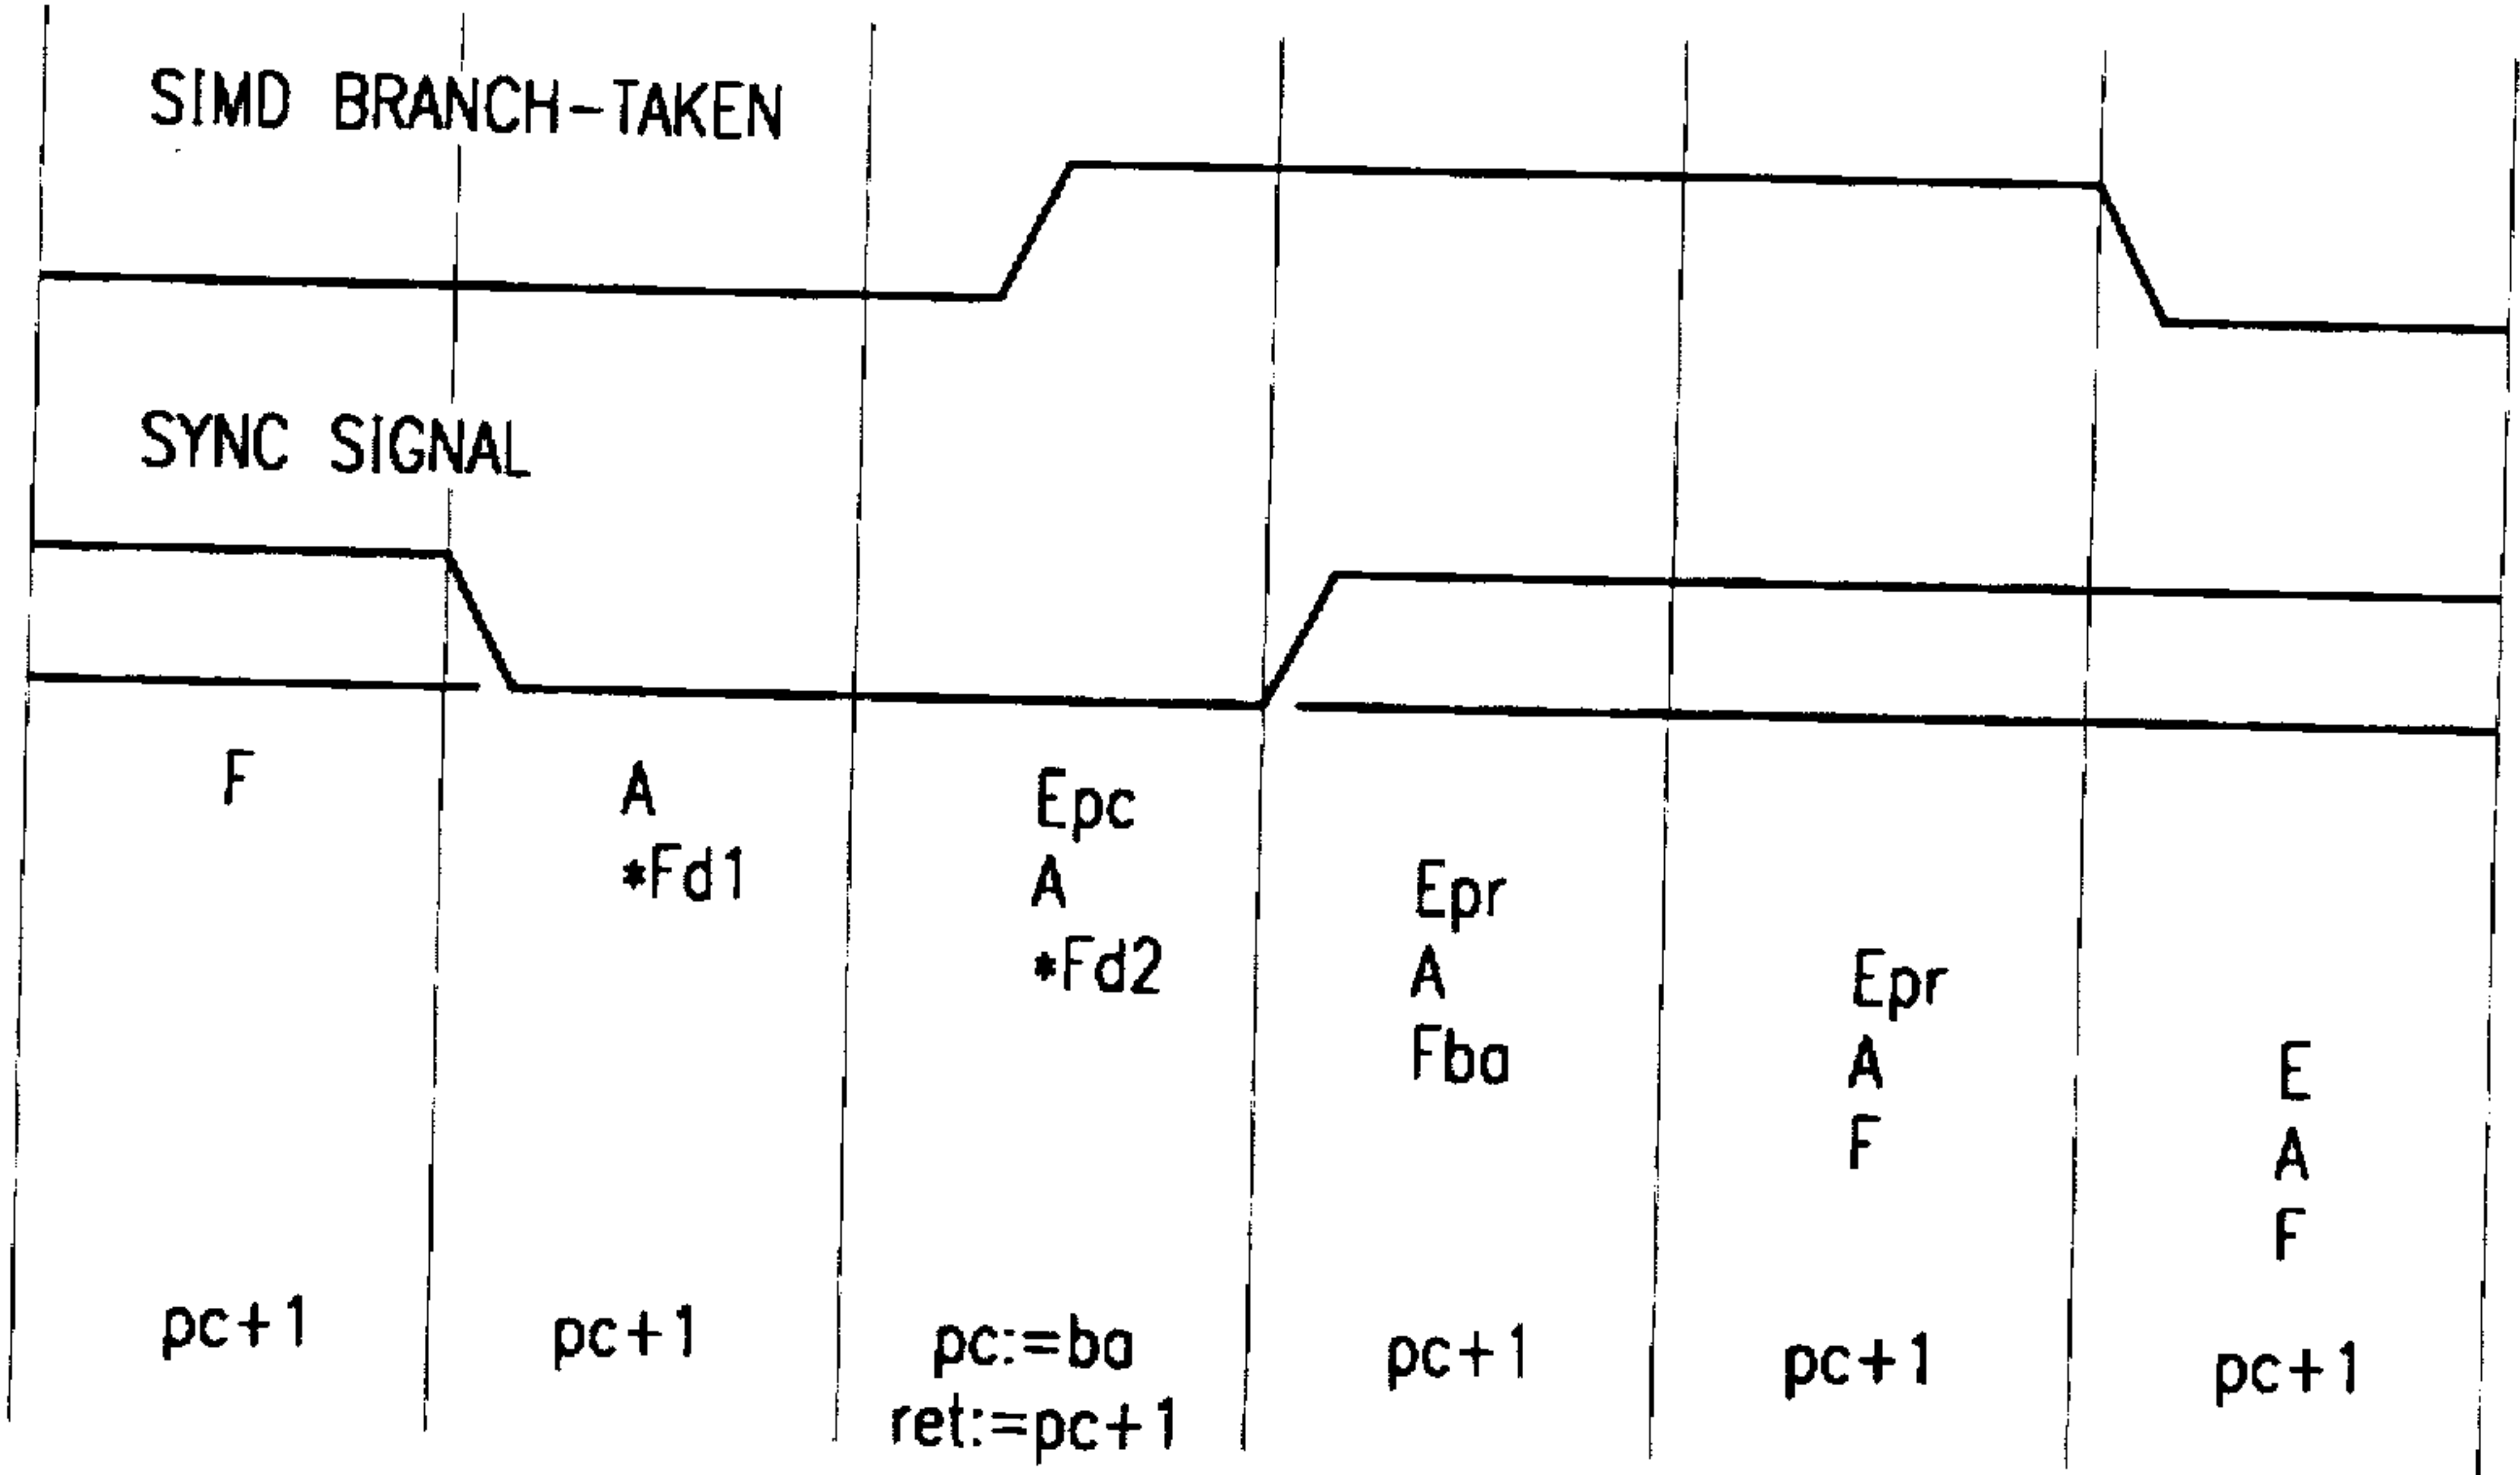 SIMD BRANCH-TAKEN
SYNC SIGNAL
F
A
*Fd1
Epc
A
*Fd2
Epr
A
Fba
Epr
A
F
E
A
F
pc+1
pc+1
pc:=ba
ret:=pc+1
pc+1
pc+1
pc+1